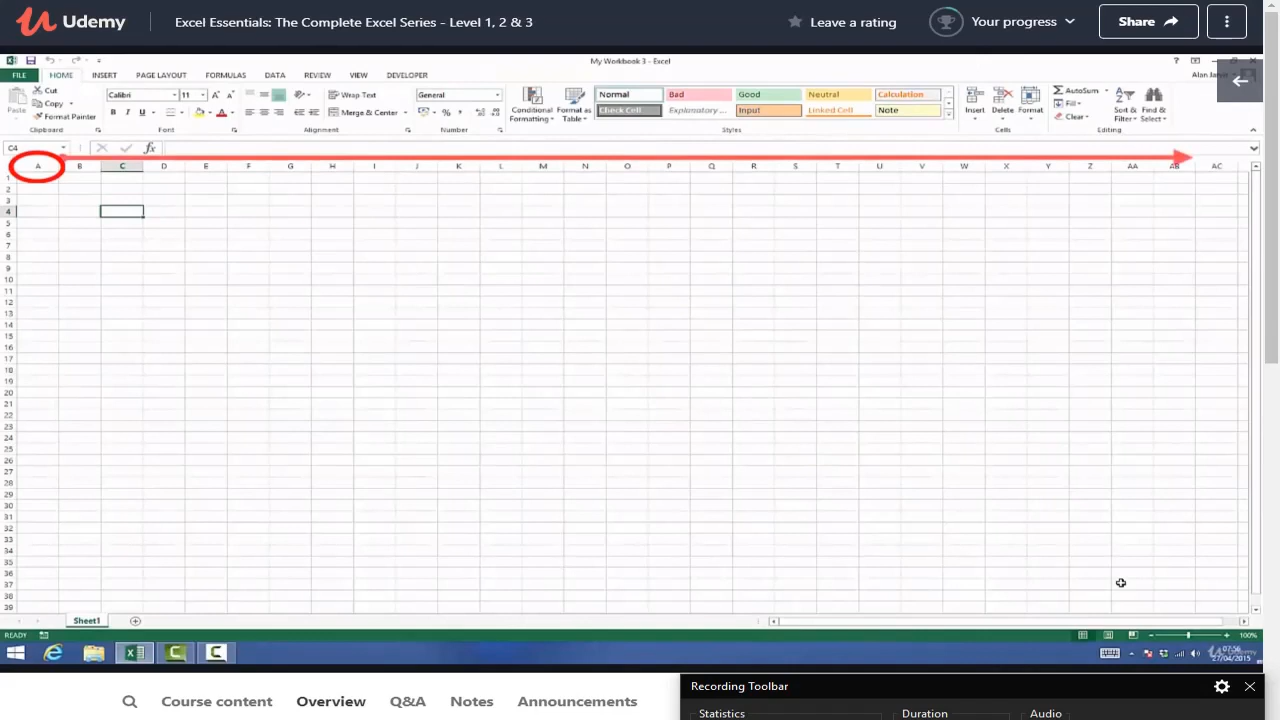 Udemy Excel Essentials: The Complete Excel Series - Level 1, 2 & 3 Leave a rating Your progress Share
My Workbook 3 - Excel
FILE HOME INSERT PAGE LAYOUT FORMULAS DATA REVIEW VIEW DEVELOPER
Cut
Copy
Format Painter
Paste
Clipboard
Calibri 11
B I U
Font
Wrap Text
Merge & Center
Alignment
General
Number
Conditional Formatting
Format as Table
Normal Bad Good Neutral Calculation
Check Cell Explanatory ... Input Linked Cell Note
Styles
Insert Delete Format
Cells
AutoSum
Fill
Clear
Sort & Filter
Find & Select
Editing
C4 fx
A B C D E F G H I J K L M N O P Q R S T U V W X Y Z AA AB AC
1
2
3
4
5
6
7
8
9
10
11
12
13
14
15
16
17
18
19
20
21
22
23
24
25
26
27
28
29
30
31
32
33
34
35
36
37
38
39
Sheet1
READY 100%
07:56
27/04/2015
Udemy
Course content Overview Q&A Notes Announcements
Recording Toolbar
Statistics Duration Audio